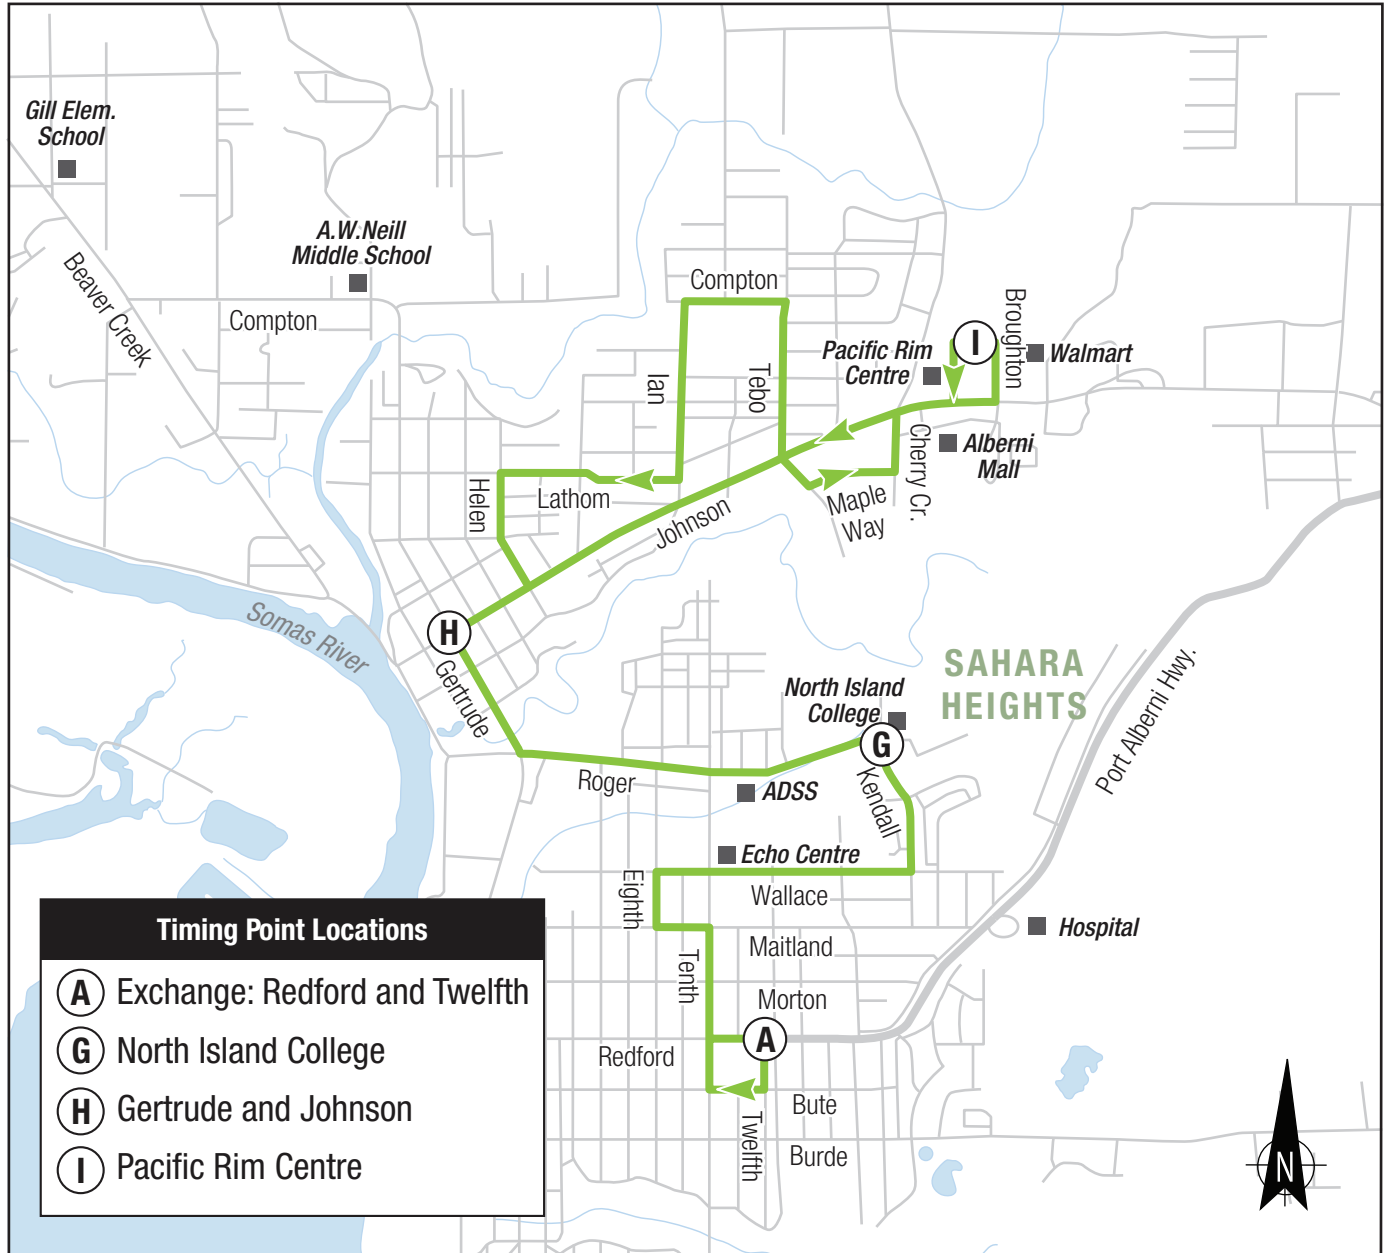 Gill Elem.
School
A.W.Neill
Middle School
Beaver Creek
Compton
Compton
Ian
Tebo
Pacific Rim
Centre
I
Broughton
Walmart
Alberni
Mall
Cherry Cr.
Maple
Way
Helen
Lathom
Johnson
Somas River
H
Gertrude
SAHARA
HEIGHTS
North Island
College
G
Kendall
Port Alberni Hwy.
Roger
ADSS
Echo Centre
Eighth
Wallace
Hospital
Maitland
Tenth
Morton
A
Redford
Bute
Twelfth
Burde
Timing Point Locations
A Exchange: Redford and Twelfth
G North Island College
H Gertrude and Johnson
I Pacific Rim Centre
N